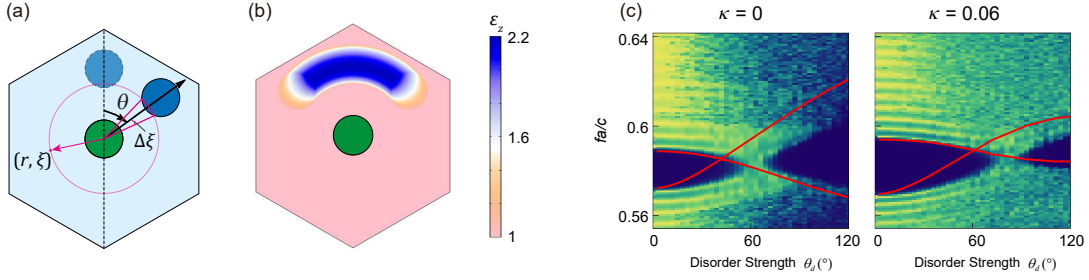 (a)
θ
Δξ
(r, ξ)
(b)
ε_z
2.2
1.6
1
(c)
κ = 0
κ = 0.06
fa/c
0.64
0.6
0.56
0
60
120
0
60
120
Disorder Strength θ_d(°)
Disorder Strength θ_d(°)